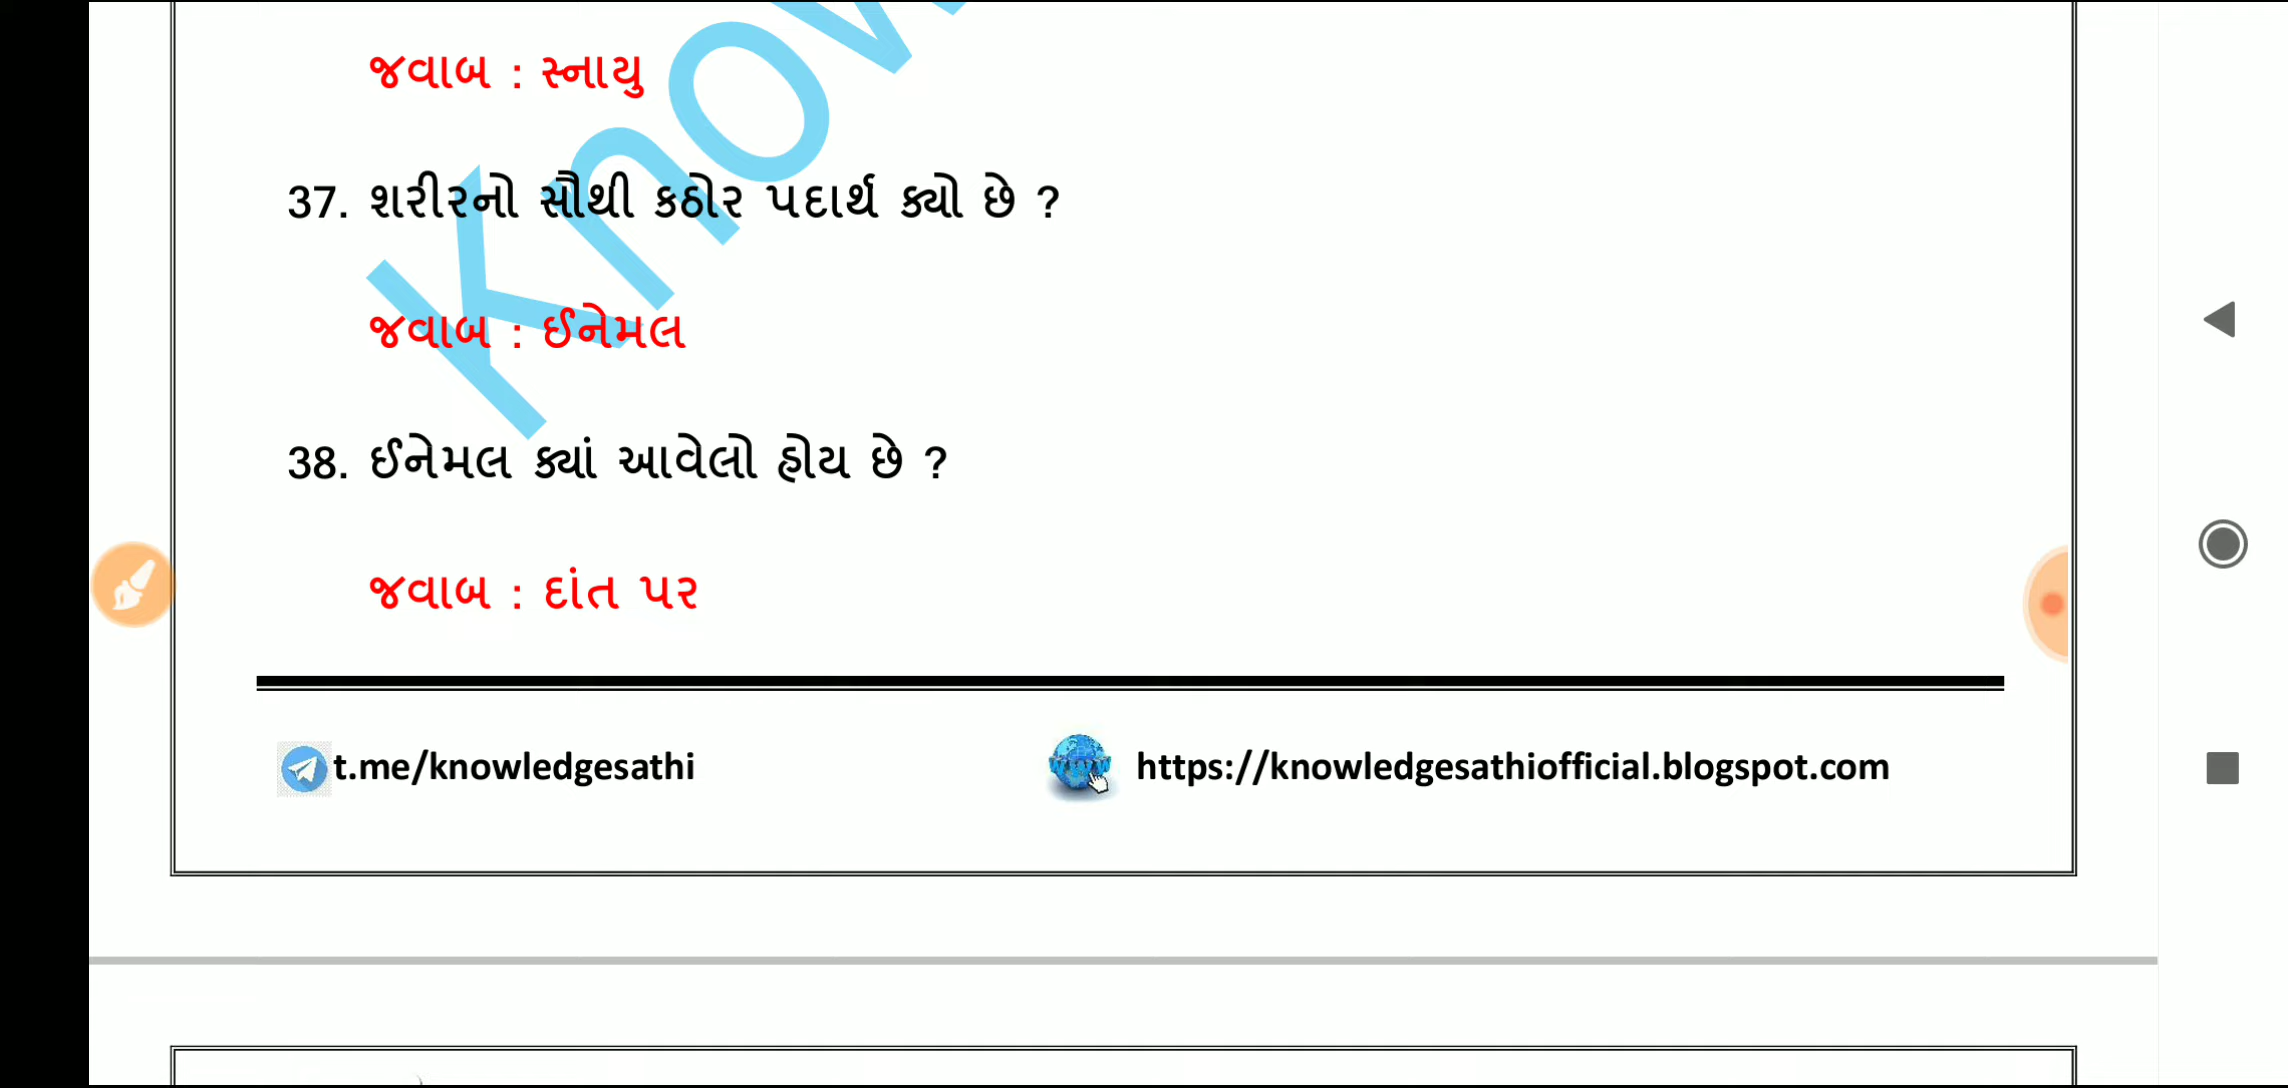 જવાબ : સ્નાયુ
37. શરીરનો સૌથી કઠોર પદાર્થ ક્યો છે ?
જવાબ : ઈનેમલ
38. ઈનેમલ ક્યાં આવેલો હોય છે ?
જવાબ : દાંત પર
t.me/knowledgesathi
www
https://knowledgesathiofficial.blogspot.com